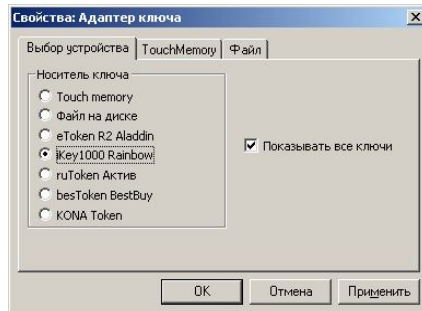 Свойства: Адаптер ключа
Выбор устройства TouchMemory Файл
Носитель ключа
Touch memory
Файл на диске
eToken R2 Aladdin
iKey1000 Rainbow
ruToken Актив
besToken BestBuy
KONA Token
Показывать все ключи
OK Отмена Применить